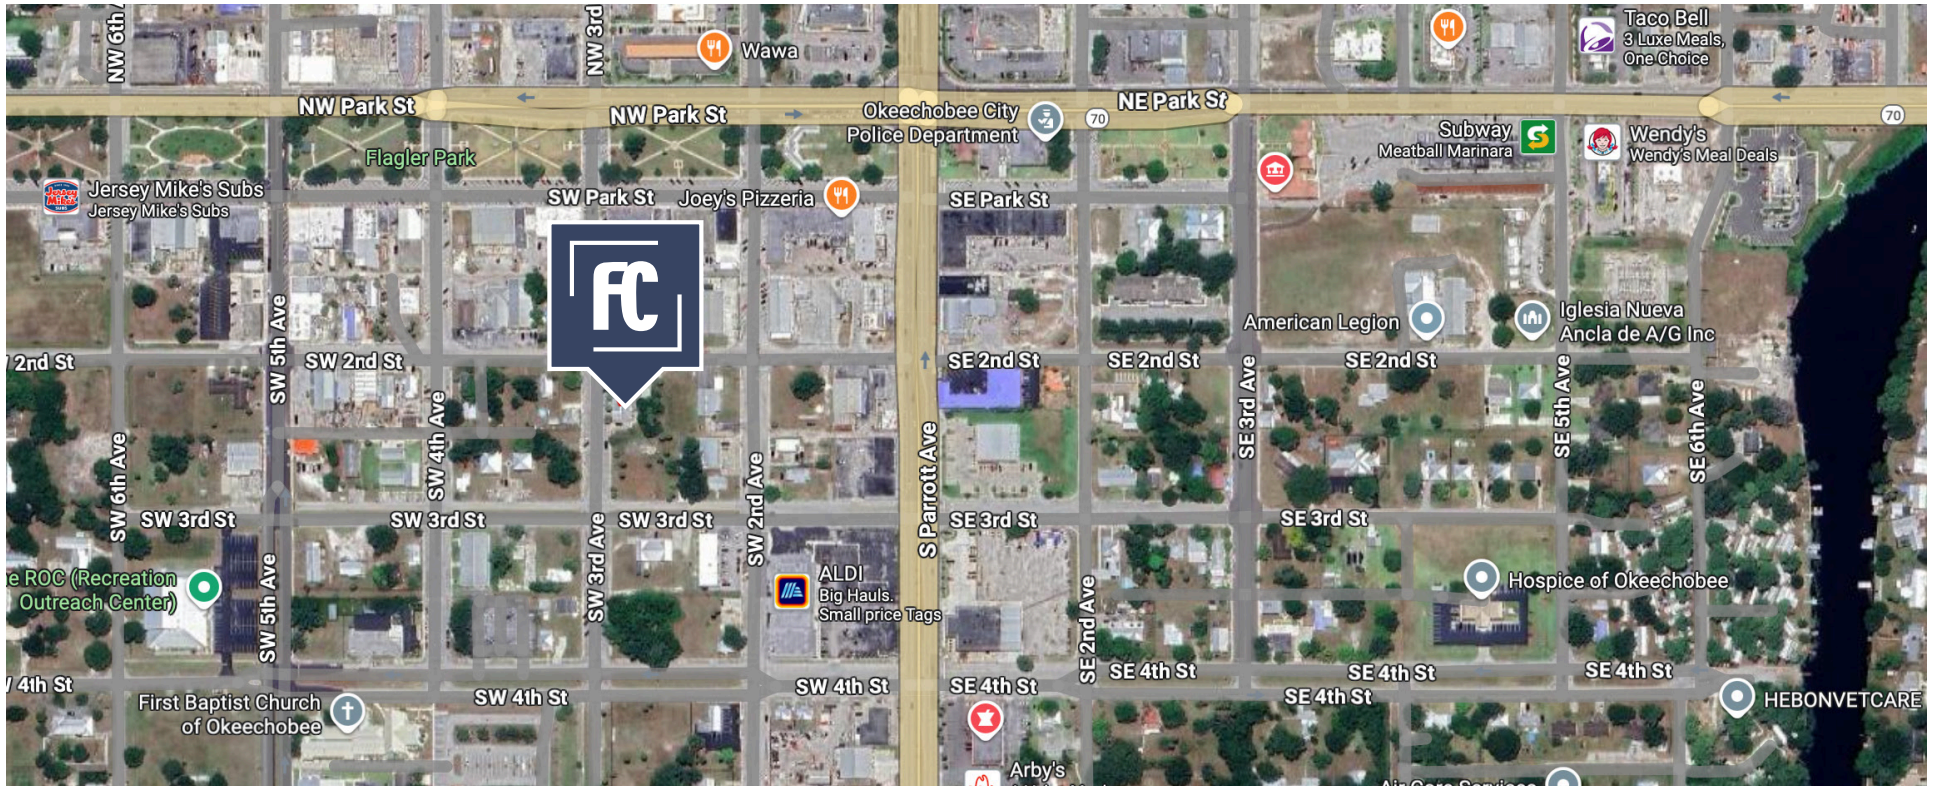 NW 6th
NW 3rd
Wawa
Taco Bell
3 Luxe Meals,
One Choice
NW Park St
NW Park St
Okeechobee City
Police Department
70
NE Park St
70
Subway
Meatball Marinara
Wendy's
Wendy's Meal Deals
Flagler Park
Jersey Mike's Subs
Jersey Mike's Subs
SW Park St
Joey's Pizzeria
SE Park St
FC
SW 5th Ave
American Legion
Iglesia Nueva
Ancla de A/G Inc
2nd St
SW 2nd St
SE 2nd St
SE 2nd St
SE 2nd St
SW 4th Ave
SE 3rd Ave
SE 5th Ave
SE 6th Ave
SW 6th Ave
SW 2nd Ave
S Parrott Ave
SW 3rd St
SW 3rd St
SW 3rd St
SE 3rd St
SE 3rd St
e ROC (Recreation
Outreach Center)
SW 5th Ave
SW 3rd Ave
ALDI
Big Hauls.
Small price Tags
SE 2nd Ave
Hospice of Okeechobee
4th St
SW 4th St
SW 4th St
SE 4th St
SE 4th St
SE 4th St
SE 4th St
SE 4th St
First Baptist Church
of Okeechobee
HEBONVETCARE
Arby's